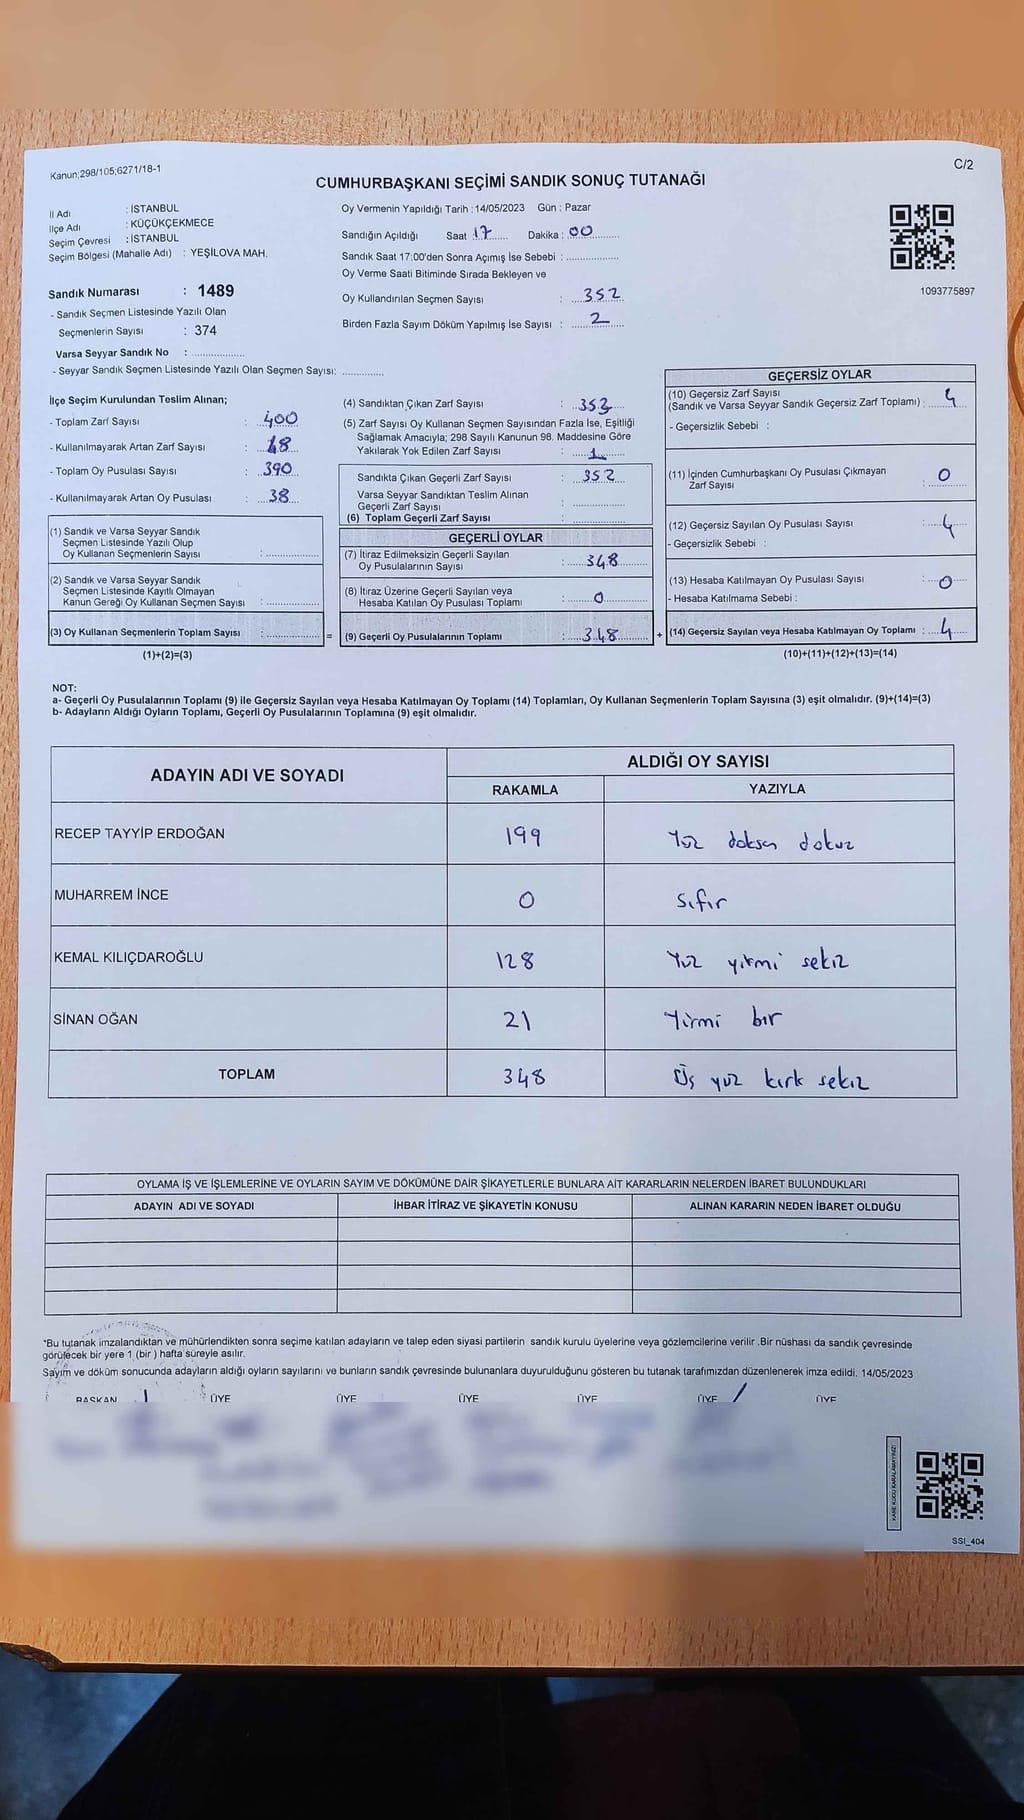 Kanun;298/105;6271/18-1
C/2
CUMHURBAŞKANI SEÇİMİ SANDIK SONUÇ TUTANAĞI
İl Adı : İSTANBUL
İlçe Adı : KÜÇÜKÇEKMECE
Seçim Çevresi : İSTANBUL
Seçim Bölgesi (Mahalle Adı) : YEŞİLOVA MAH.
Sandık Numarası : 1489
- Sandık Seçmen Listesinde Yazılı Olan
Seçmenlerin Sayısı : 374
Varsa Seyyar Sandık No : ..................
- Seyyar Sandık Seçmen Listesinde Yazılı Olan Seçmen Sayısı: ..............
Oy Vermenin Yapıldığı Tarih : 14/05/2023 Gün : Pazar
Sandığın Açıldığı Saat 17 Dakika : 00
Sandık Saat 17:00'den Sonra Açımış İse Sebebi : ..................
Oy Verme Saati Bitiminde Sırada Bekleyen ve
Oy Kullandırılan Seçmen Sayısı : 352
Birden Fazla Sayım Döküm Yapılmış İse Sayısı : 2
1093775897
İlçe Seçim Kurulundan Teslim Alınan;
- Toplam Zarf Sayısı : 400
- Kullanılmayarak Artan Zarf Sayısı : 48
- Toplam Oy Pusulası Sayısı : 390
- Kullanılmayarak Artan Oy Pusulası : 38
(1) Sandık ve Varsa Seyyar Sandık
Seçmen Listesinde Yazılı Olup
Oy Kullanan Seçmenlerin Sayısı : ..................
(2) Sandık ve Varsa Seyyar Sandık
Seçmen Listesinde Kayıtlı Olmayan
Kanun Gereği Oy Kullanan Seçmen Sayısı : ..................
(3) Oy Kullanan Seçmenlerin Toplam Sayısı : .................. =
(1)+(2)=(3)
(4) Sandıktan Çıkan Zarf Sayısı : 353
(5) Zarf Sayısı Oy Kullanan Seçmen Sayısından Fazla İse, Eşitliği
Sağlamak Amacıyla; 298 Sayılı Kanunun 98. Maddesine Göre
Yakılarak Yok Edilen Zarf Sayısı : 1
Sandıkta Çıkan Geçerli Zarf Sayısı : 352
Varsa Seyyar Sandıktan Teslim Alınan
Geçerli Zarf Sayısı : ..................
(6) Toplam Geçerli Zarf Sayısı : ..................
GEÇERLİ OYLAR
(7) İtiraz Edilmeksizin Geçerli Sayılan
Oy Pusulalarının Sayısı : 348
(8) İtiraz Üzerine Geçerli Sayılan veya
Hesaba Katılan Oy Pusulası Toplamı : 0
(9) Geçerli Oy Pusulalarının Toplamı : 348 +
GEÇERSİZ OYLAR
(10) Geçersiz Zarf Sayısı
(Sandık ve Varsa Seyyar Sandık Geçersiz Zarf Toplamı) : 4
- Geçersizlik Sebebi :
(11) İçinden Cumhurbaşkanı Oy Pusulası Çıkmayan
Zarf Sayısı 0
(12) Geçersiz Sayılan Oy Pusulası Sayısı : 4
- Geçersizlik Sebebi :
(13) Hesaba Katılmayan Oy Pusulası Sayısı : 0
- Hesaba Katılmama Sebebi :
(14) Geçersiz Sayılan veya Hesaba Katılmayan Oy Toplamı : 4
(10)+(11)+(12)+(13)=(14)
NOT:
a- Geçerli Oy Pusulalarının Toplamı (9) ile Geçersiz Sayılan veya Hesaba Katılmayan Oy Toplamı (14) Toplamları, Oy Kullanan Seçmenlerin Toplam Sayısına (3) eşit olmalıdır. (9)+(14)=(3)
b- Adayların Aldığı Oyların Toplamı, Geçerli Oy Pusulalarının Toplamına (9) eşit olmalıdır.
ADAYIN ADI VE SOYADI
ALDIĞI OY SAYISI
RAKAMLA YAZIYLA
RECEP TAYYİP ERDOĞAN 199 Yüz doksan dokuz
MUHARREM İNCE 0 Sıfır
KEMAL KILIÇDAROĞLU 128 Yüz yirmi sekiz
SİNAN OĞAN 21 Yirmi bir
TOPLAM 348 Üç yüz kırk sekiz
OYLAMA İŞ VE İŞLEMLERİNE VE OYLARIN SAYIM VE DÖKÜMÜNE DAİR ŞİKAYETLERLE BUNLARA AİT KARARLARIN NELERDEN İBARET BULUNDUKLARI
ADAYIN ADI VE SOYADI İHBAR İTİRAZ VE ŞİKAYETİN KONUSU ALINAN KARARIN NEDEN İBARET OLDUĞU
*Bu tutanak imzalandıktan ve mühürlendikten sonra seçime katılan adayların ve talep eden siyasi partilerin sandık kurulu üyelerine veya gözlemcilerine verilir .Bir nüshası da sandık çevresinde
görülecek bir yere 1 (bir ) hafta süreyle asılır.
Sayım ve döküm sonucunda adayların aldığı oyların sayılarını ve bunların sandık çevresinde bulunanlara duyurulduğunu gösteren bu tutanak tarafımızdan düzenlenerek imza edildi. 14/05/2023
BAŞKAN ÜYE ÜYE ÜYE ÜYE ÜYE ÜYE
KARE KODU KARALAMAYINIZ!
SSI_404